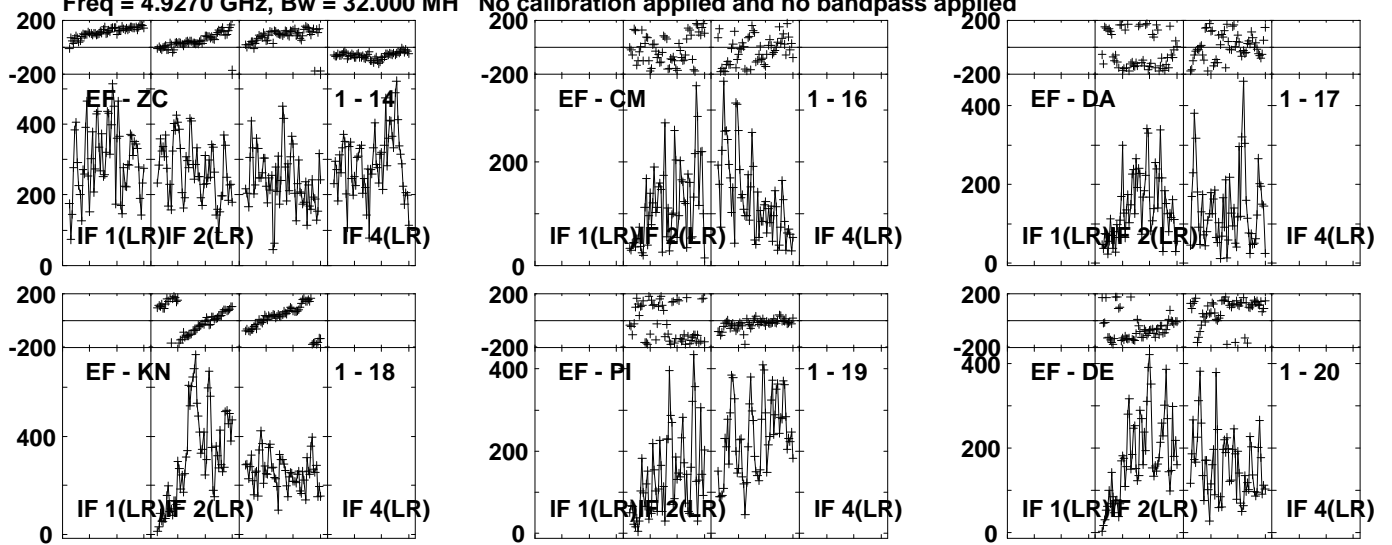 Freq = 4.9270 GHz, Bw = 32.000 MH No calibration applied and no bandpass applied
200
-200
EF - ZC 1 - 14
400
200
0
IF 1(LR) IF 2(LR) IF 4(LR)
200
-200
EF - CM 1 - 16
200
0
IF 1(LR) IF 2(LR) IF 4(LR)
200
-200
EF - DA 1 - 17
400
200
0
IF 1(LR) IF 2(LR) IF 4(LR)
200
-200
EF - KN 1 - 18
400
0
IF 1(LR) IF 2(LR) IF 4(LR)
200
-200
EF - PI 1 - 19
400
200
0
IF 1(LR) IF 2(LR) IF 4(LR)
200
-200
EF - DE 1 - 20
400
200
0
IF 1(LR) IF 2(LR) IF 4(LR)